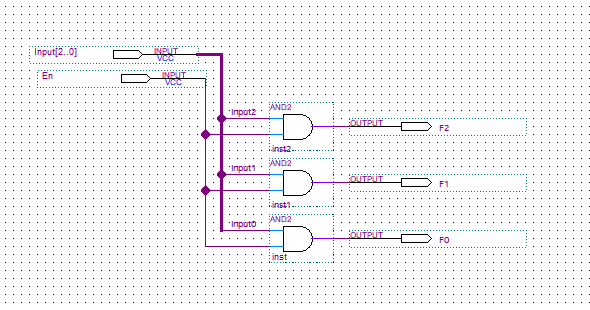 Input[2..0]
INPUT
VCC
En
INPUT
VCC
AND2
Input2
OUTPUT
F2
inst2
AND2
Input1
OUTPUT
F1
inst1
AND2
Input0
OUTPUT
F0
inst